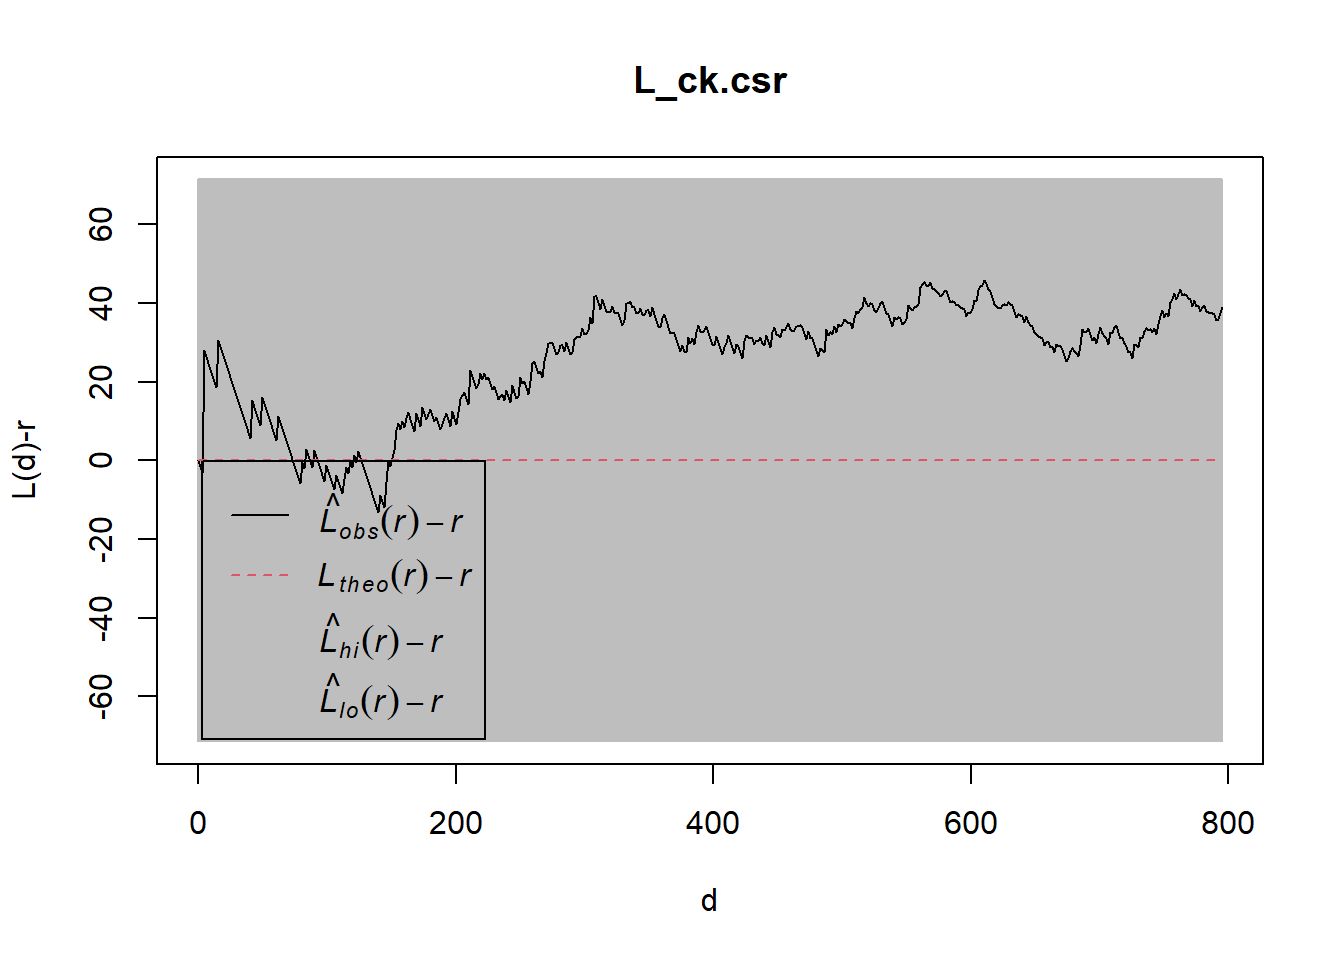 L_ck.csr
L(d)-r
60
40
20
0
-20
-40
-60
L̂obs(r) − r
Ltheo(r) − r
L̂hi(r) − r
L̂lo(r) − r
0 200 400 600 800
d